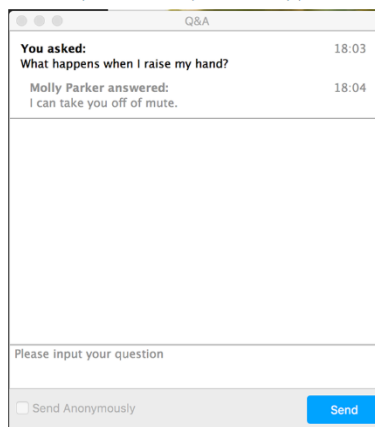 Q&A
You asked: 18:03
What happens when I raise my hand?
Molly Parker answered: 18:04
I can take you off of mute.
Please input your question
Send Anonymously Send